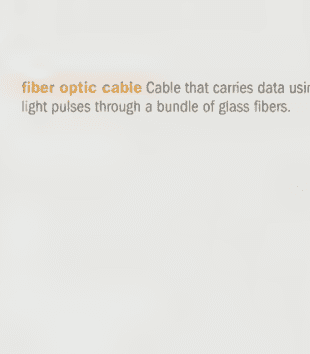 fiber optic cable Cable that carries data usin
light pulses through a bundle of glass fibers.